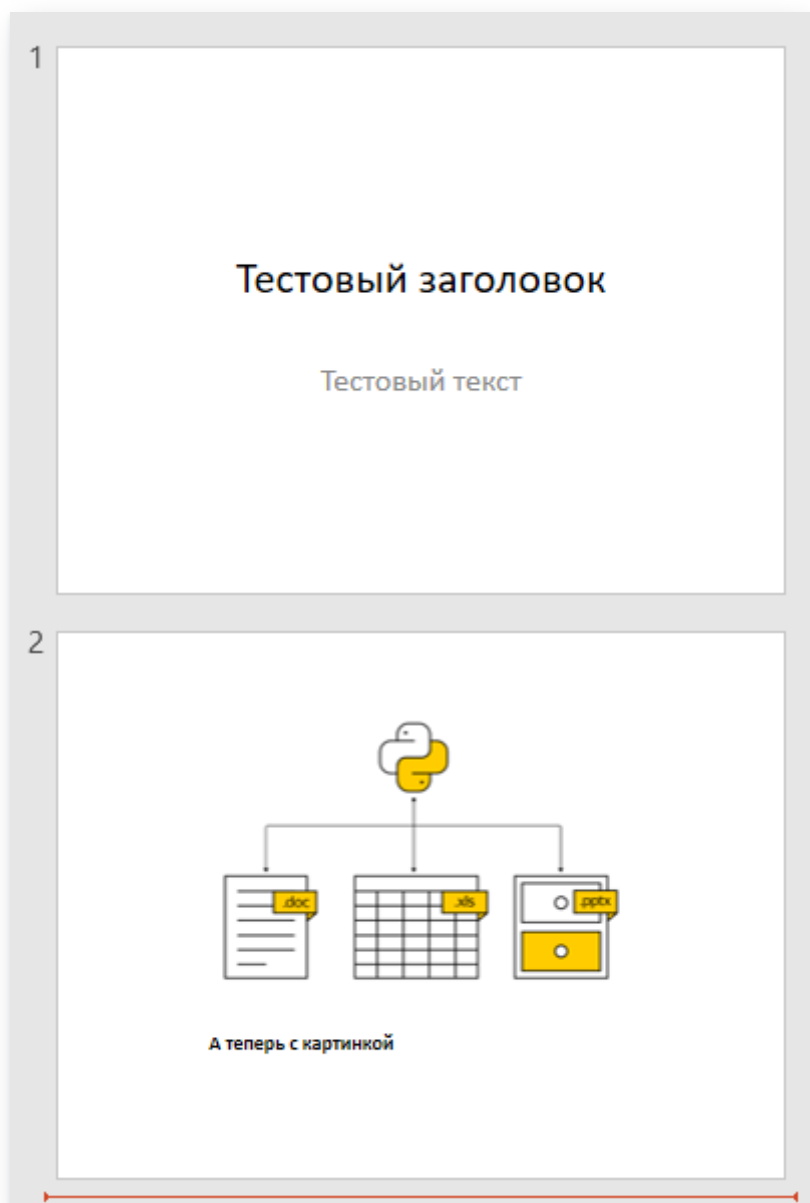 1
Тестовый заголовок
Тестовый текст
2
.doc
.xls
.pptx
А теперь с картинкой